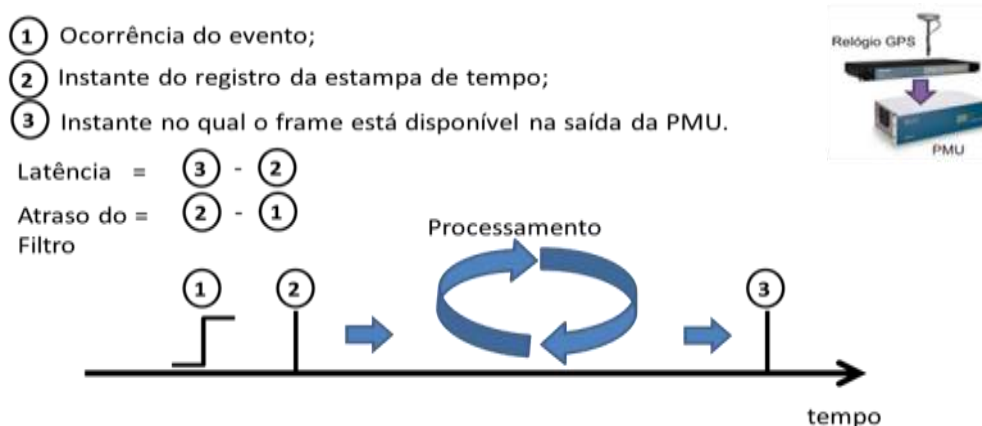 1 Ocorrência do evento;
2 Instante do registro da estampa de tempo;
3 Instante no qual o frame está disponível na saída da PMU.
Relógio GPS
PMU
Latência = 3 - 2
Atraso do = 2 - 1
Filtro
Processamento
1 2 3
tempo